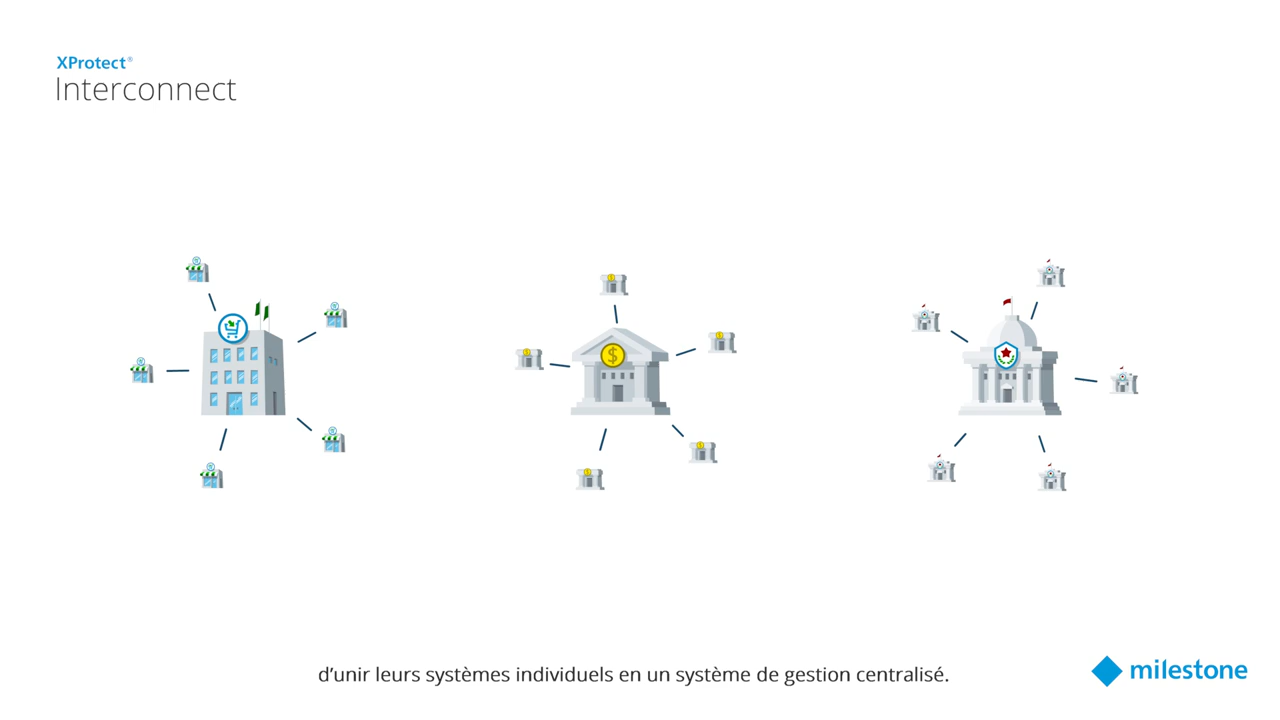 XProtect®
Interconnect
$
$
$
$
$
$
d’unir leurs systèmes individuels en un système de gestion centralisé.
milestone